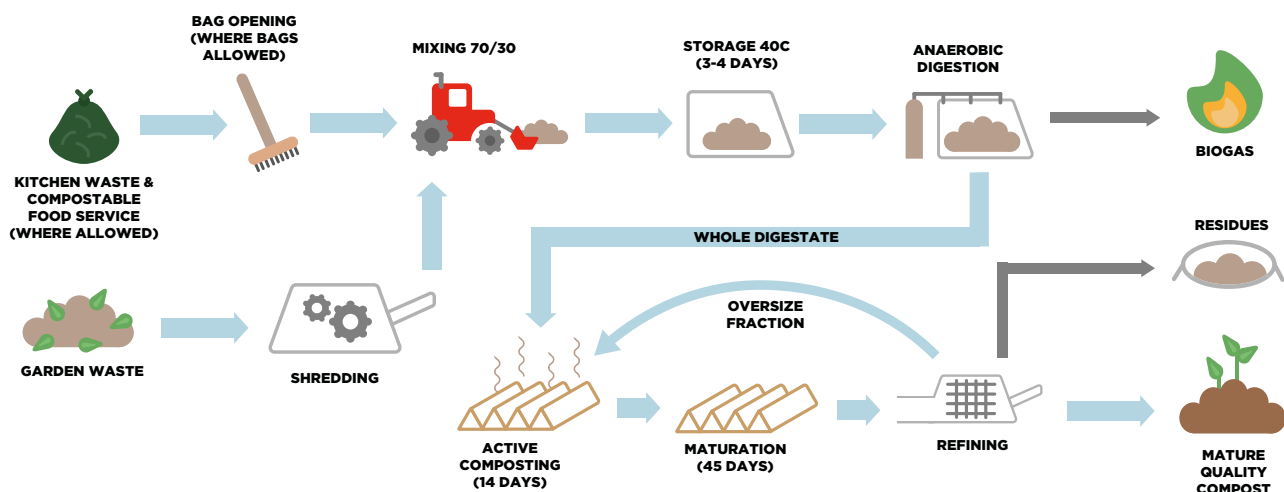 BAG OPENING
(WHERE BAGS
ALLOWED)
MIXING 70/30
STORAGE 40C
(3-4 DAYS)
ANAEROBIC
DIGESTION
BIOGAS
KITCHEN WASTE &
COMPOSTABLE
FOOD SERVICE
(WHERE ALLOWED)
WHOLE DIGESTATE
RESIDUES
OVERSIZE
FRACTION
GARDEN WASTE
SHREDDING
ACTIVE
COMPOSTING
(14 DAYS)
MATURATION
(45 DAYS)
REFINING
MATURE
QUALITY
COMPOST